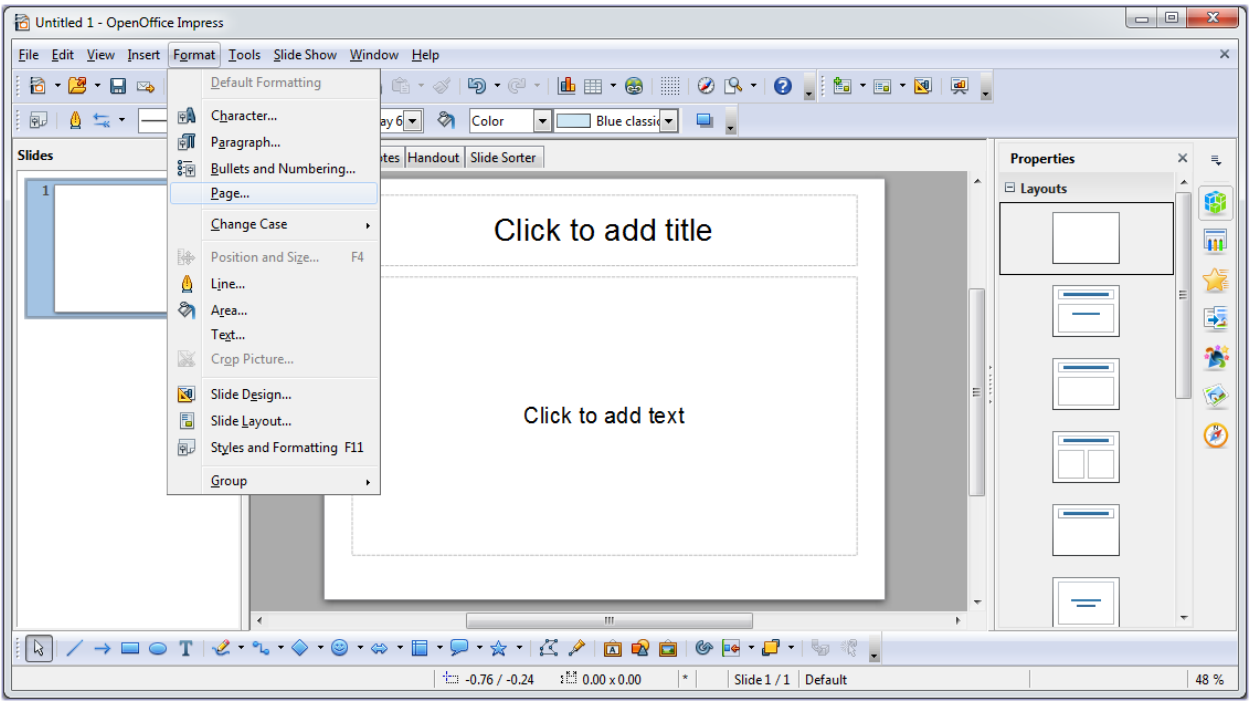 Untitled 1 - OpenOffice Impress
File Edit View Insert Format Tools Slide Show Window Help
Default Formatting
Character...
Paragraph...
Bullets and Numbering...
Page...
Change Case
Position and Size... F4
Line...
Area...
Text...
Crop Picture...
Slide Design...
Slide Layout...
Styles and Formatting F11
Group
ay 6 Color Blue classic
Slides
1
tes Handout Slide Sorter
Click to add title
Click to add text
Properties
Layouts
-0.76 / -0.24 0.00 x 0.00 * Slide 1 / 1 Default 48 %